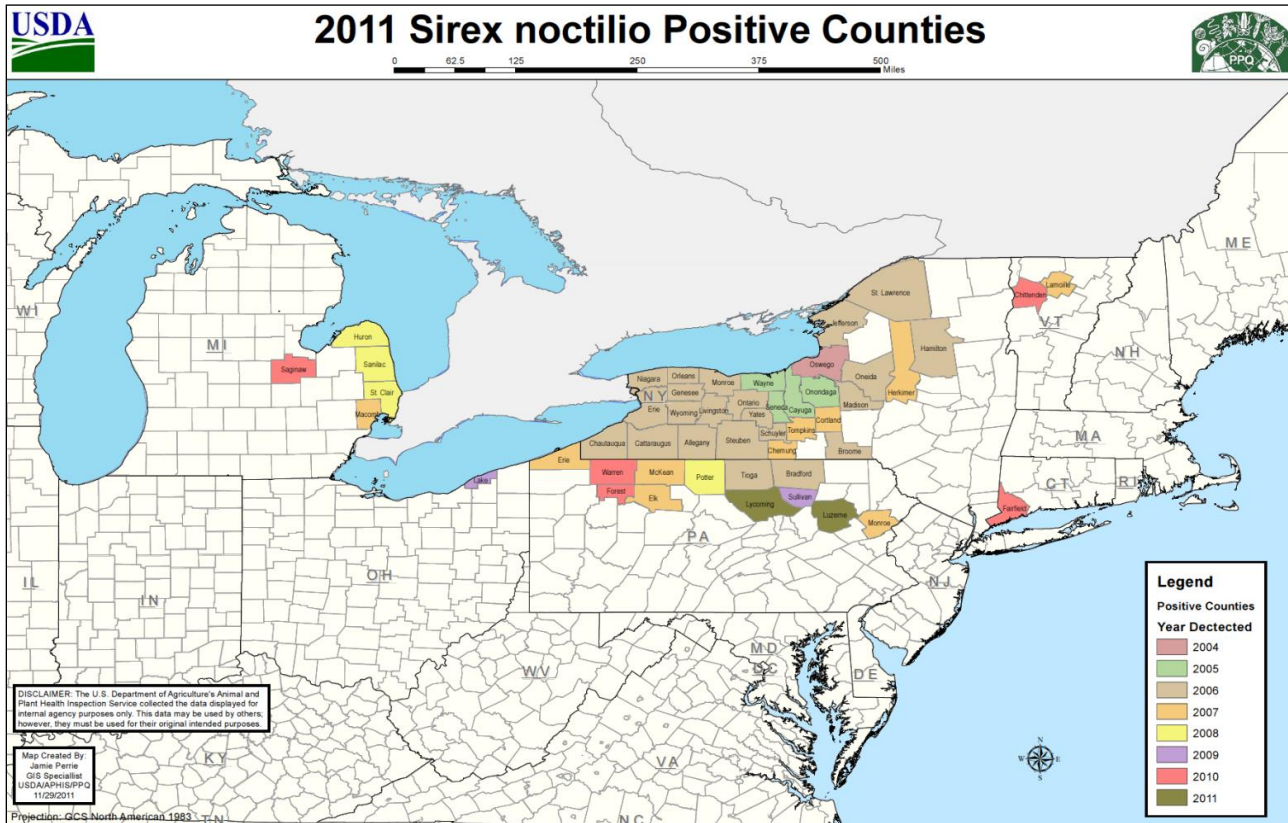 USDA
2011 Sirex noctilio Positive Counties
PPQ
0 62.5 125 250 375 500
Miles
ME
WI
St. Lawrence
Chittenden
Lamoille
VT
Jefferson
NH
MI
Huron
Hamilton
Sanilac
Oswego
Saginaw
Oneida
Niagara
Orleans
Monroe
Wayne
Onondaga
St. Clair
NY
Genesee
Ontario
Seneca
Cayuga
Madison
Herkimer
Macomb
Erie
Wyoming
Livingston
Yates
Cortland
MA
Schuyler
Tompkins
Chautauqua
Cattaraugus
Allegany
Steuben
Chemung
Broome
Erie
Warren
McKean
Potter
Tioga
Bradford
Lake
CT
RI
Forest
Elk
Lycoming
Sullivan
Fairfield
Luzerne
Monroe
PA
OH
IL
IN
NJ
MD
DC
DE
WV
KY
VA
TN
NC
N
W E
S
Legend
Positive Counties
Year Dectected
2004
2005
2006
2007
2008
2009
2010
2011
DISCLAIMER: The U.S. Department of Agriculture's Animal and
Plant Health Inspection Service collected the data displayed for
internal agency purposes only. This data may be used by others;
however, they must be used for their original intended purposes.
Map Created By:
Jamie Perrie
GIS Specialist
USDA/APHIS/PPQ
11/29/2011
Projection: GCS North American 1983